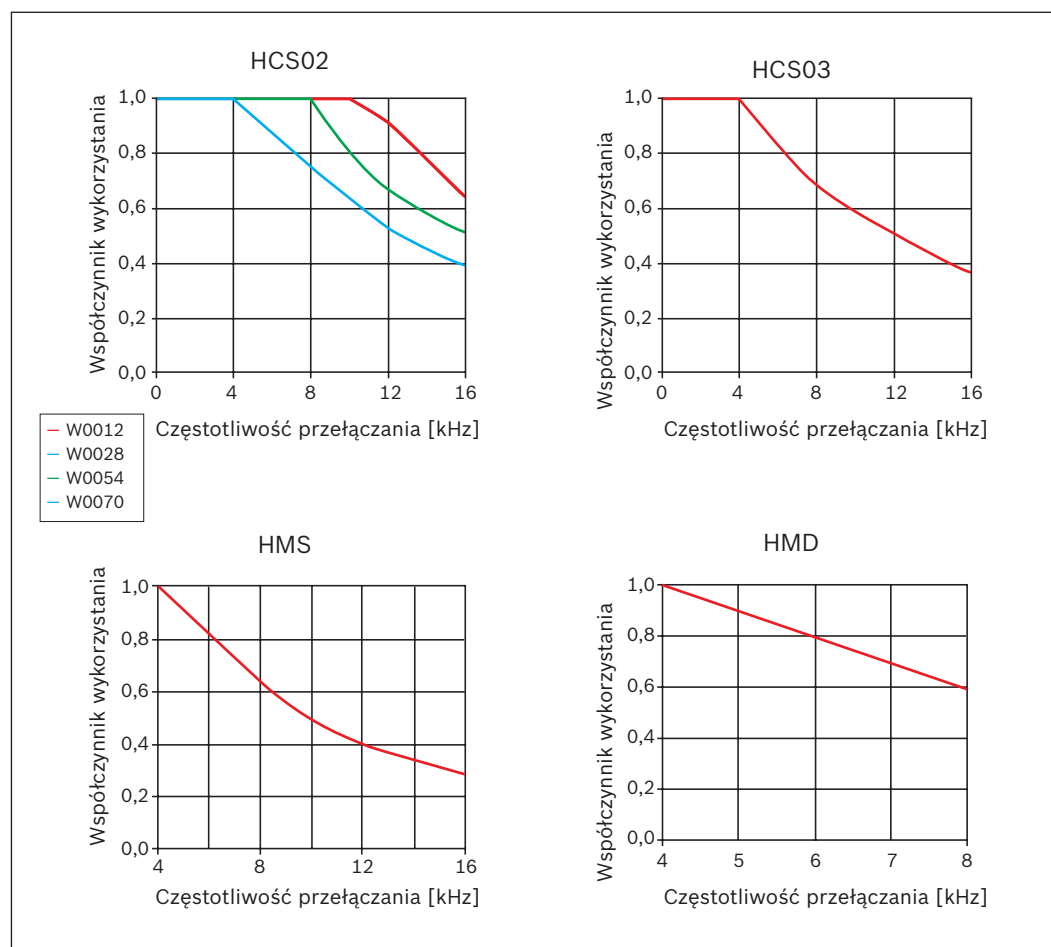 HCS02
Współczynnik wykorzystania
1,0
0,8
0,6
0,4
0,2
0,0
0 4 8 12 16
Częstotliwość przełączania [kHz]
W0012
W0028
W0054
W0070
HCS03
Współczynnik wykorzystania
1,0
0,8
0,6
0,4
0,2
0,0
0 4 8 12 16
Częstotliwość przełączania [kHz]
HMS
Współczynnik wykorzystania
1,0
0,8
0,6
0,4
0,2
0,0
4 8 12 16
Częstotliwość przełączania [kHz]
HMD
Współczynnik wykorzystania
1,0
0,8
0,6
0,4
0,2
0,0
4 5 6 7 8
Częstotliwość przełączania [kHz]